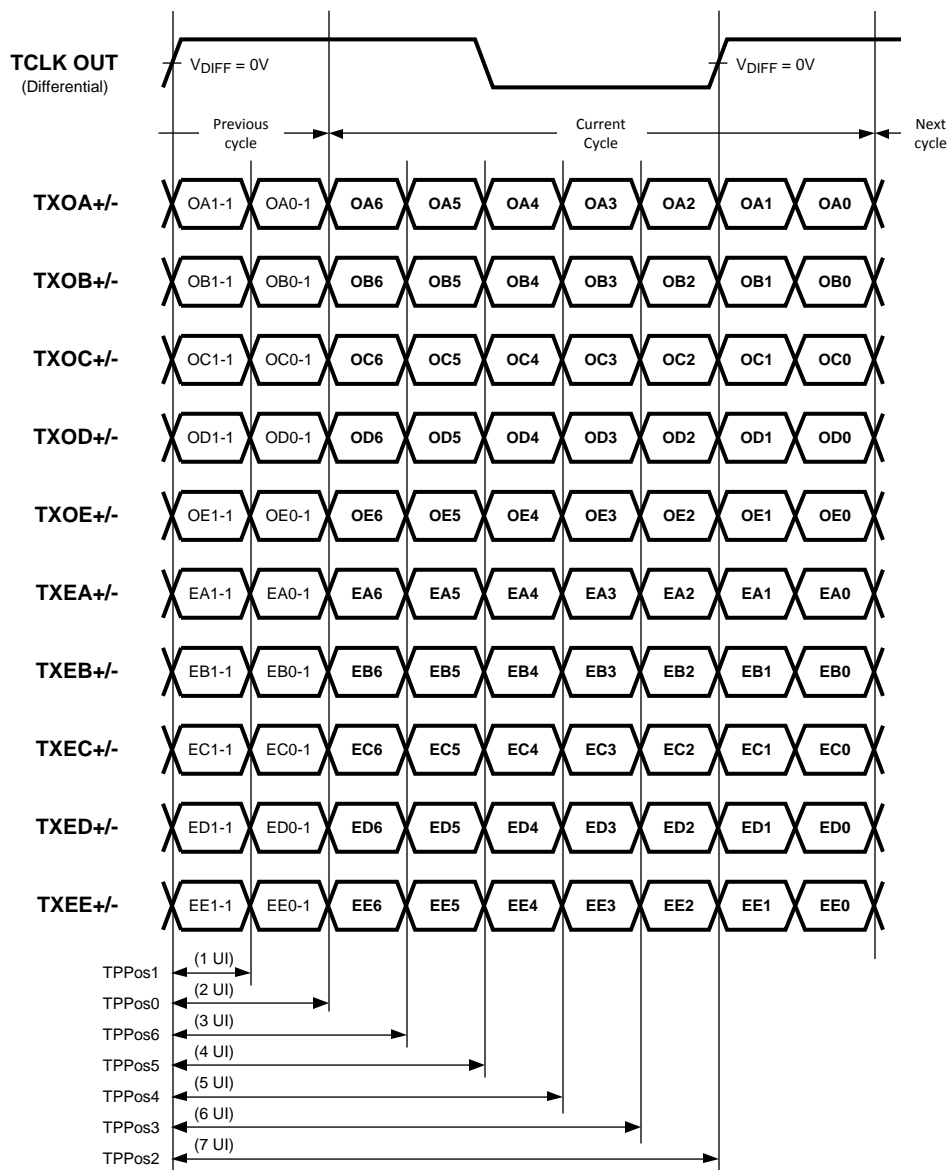 TCLK OUT
(Differential)
VDIFF = 0V
VDIFF = 0V
Previous
cycle
Current
Cycle
Next
cycle
TXOA+/- OA1-1 OA0-1 OA6 OA5 OA4 OA3 OA2 OA1 OA0
TXOB+/- OB1-1 OB0-1 OB6 OB5 OB4 OB3 OB2 OB1 OB0
TXOC+/- OC1-1 OC0-1 OC6 OC5 OC4 OC3 OC2 OC1 OC0
TXOD+/- OD1-1 OD0-1 OD6 OD5 OD4 OD3 OD2 OD1 OD0
TXOE+/- OE1-1 OE0-1 OE6 OE5 OE4 OE3 OE2 OE1 OE0
TXEA+/- EA1-1 EA0-1 EA6 EA5 EA4 EA3 EA2 EA1 EA0
TXEB+/- EB1-1 EB0-1 EB6 EB5 EB4 EB3 EB2 EB1 EB0
TXEC+/- EC1-1 EC0-1 EC6 EC5 EC4 EC3 EC2 EC1 EC0
TXED+/- ED1-1 ED0-1 ED6 ED5 ED4 ED3 ED2 ED1 ED0
TXEE+/- EE1-1 EE0-1 EE6 EE5 EE4 EE3 EE2 EE1 EE0
TPPos1 (1 UI)
TPPos0 (2 UI)
TPPos6 (3 UI)
TPPos5 (4 UI)
TPPos4 (5 UI)
TPPos3 (6 UI)
TPPos2 (7 UI)